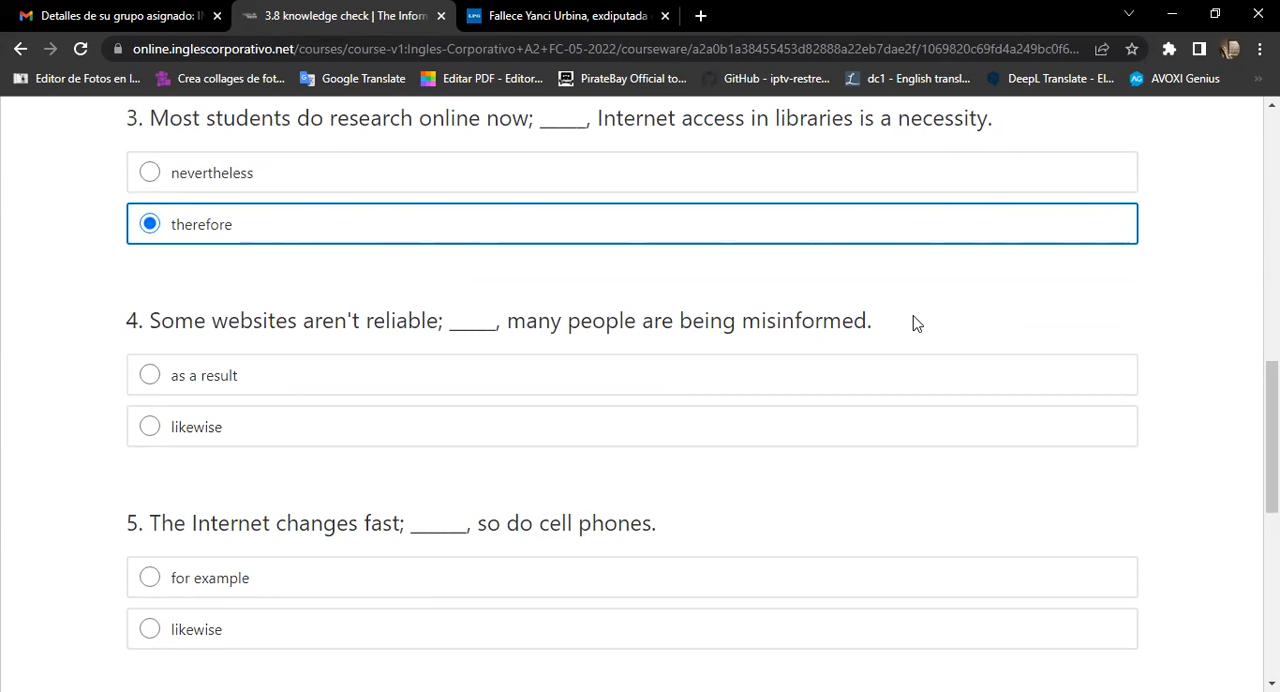 Detalles de su grupo asignado: I
3.8 knowledge check | The Inform
Fallece Yanci Urbina, exdiputada
online.inglescorporativo.net/courses/course-v1:Ingles-Corporativo+A2+FC-05-2022/courseware/a2a0b1a38455453d82888a22eb7dae2f/1069820c69fd4a249bc0f6...
Editor de Fotos en l...
Crea collages de fot...
Google Translate
Editar PDF - Editor...
PirateBay Official to...
GitHub - iptv-restre...
dc1 - English transl...
DeepL Translate - El...
AVOXI Genius
3. Most students do research online now; _____, Internet access in libraries is a necessity.
nevertheless
therefore
4. Some websites aren't reliable; _____, many people are being misinformed.
as a result
likewise
5. The Internet changes fast; ______, so do cell phones.
for example
likewise